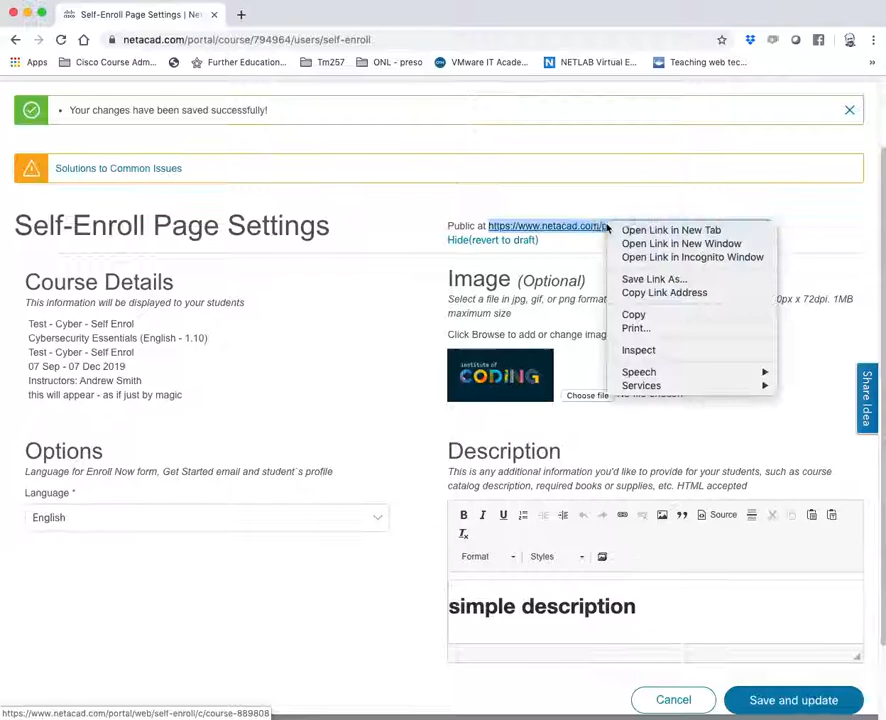 Self-Enroll Page Settings | Net
netacad.com/portal/course/794964/users/self-enroll
Apps
Cisco Course Adm...
Further Education...
Tm257
ONL - preso
VMware IT Acade...
NETLAB Virtual E...
Teaching web tec...
»
Your changes have been saved successfully!
Solutions to Common Issues
Self-Enroll Page Settings
Public at https://www.netacad.com/p
Hide(revert to draft)
Open Link in New Tab
Open Link in New Window
Open Link in Incognito Window
Save Link As...
Copy Link Address
Copy
Print...
Inspect
Speech
Services
Course Details
This information will be displayed to your students
Test - Cyber - Self Enrol
Cybersecurity Essentials (English - 1.10)
Test - Cyber - Self Enrol
07 Sep - 07 Dec 2019
Instructors: Andrew Smith
this will appear - as if just by magic
Image (Optional)
Select a file in jpg, gif, or png format 0px x 72dpi. 1MB
maximum size
Click Browse to add or change imag
institute of
CODING
Choose file
Share Idea
Options
Language for Enroll Now form, Get Started email and student`s profile
Language *
English
Description
This is any additional information you'd like to provide for your students, such as course
catalog description, required books or supplies, etc. HTML accepted
B I U Source
Format Styles
simple description
Cancel
Save and update
https://www.netacad.com/portal/web/self-enroll/c/course-889808